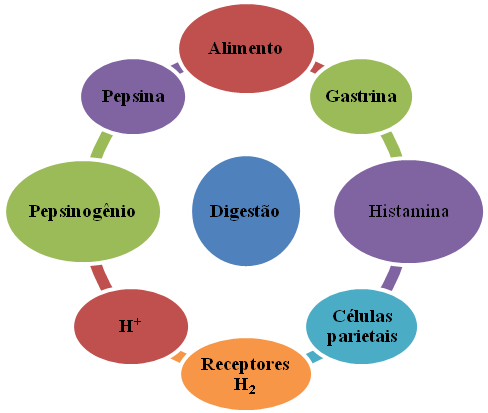 Alimento
Gastrina
Histamina
Células
parietais
Receptores
H₂
H⁺
Pepsinogênio
Pepsina
Digestão